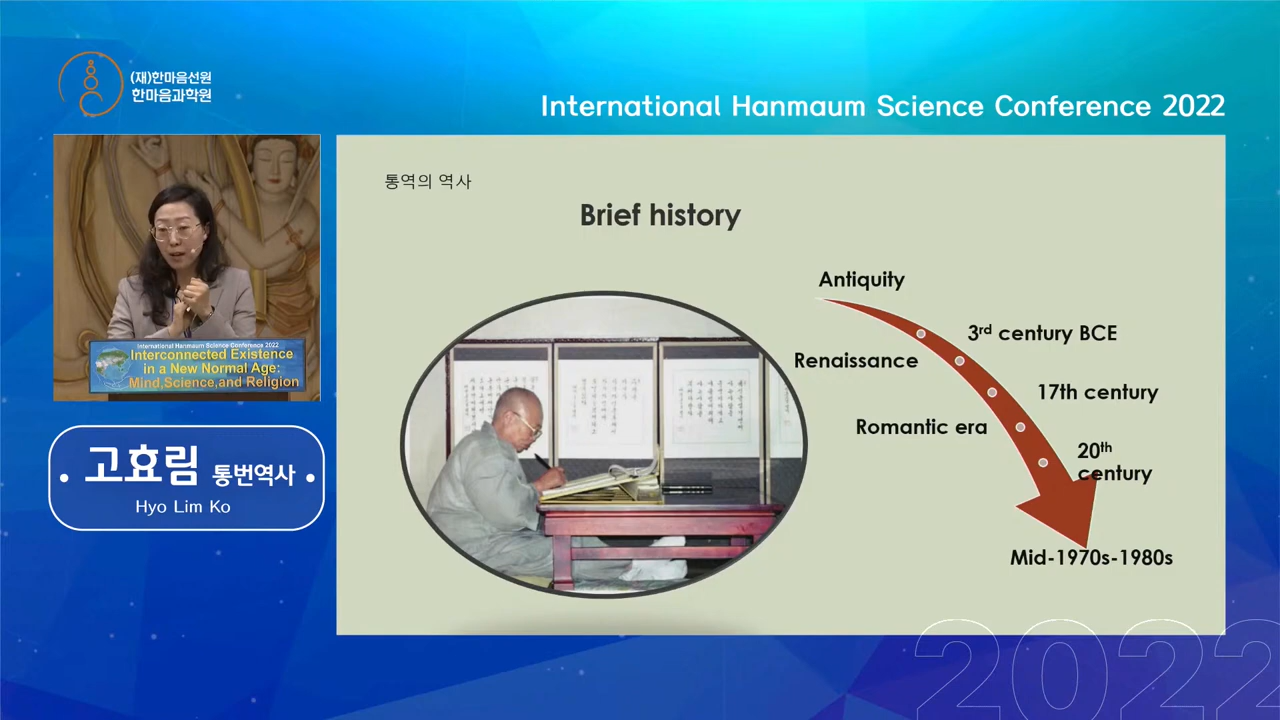 (재)한마음선원
한마음과학원
International Hanmaum Science Conference 2022
통역의 역사
Brief history
Antiquity
3rd century BCE
Renaissance
17th century
Romantic era
20th
century
Mid-1970s-1980s
International Hanmaum Science Conference 2022
Interconnected Existence
in a New Normal Age:
Mind,Science,and Religion
고효림 통번역사
Hyo Lim Ko
2022